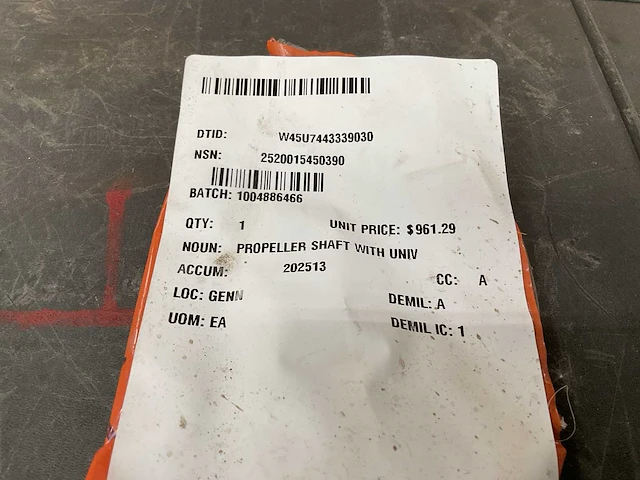 DTID: W45U7443339030
NSN: 2520015450390
BATCH: 1004886466
QTY: 1 UNIT PRICE: $961.29
NOUN: PROPELLER SHAFT WITH UNIV
ACCUM: 202513
CC: A
LOC: GENN DEMIL: A
UOM: EA DEMIL IC: 1